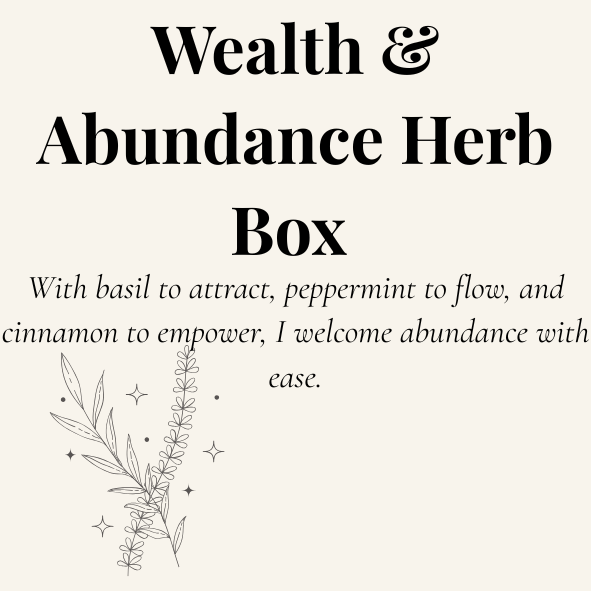 Wealth &
Abundance Herb
Box
With basil to attract, peppermint to flow, and
cinnamon to empower, I welcome abundance with
ease.